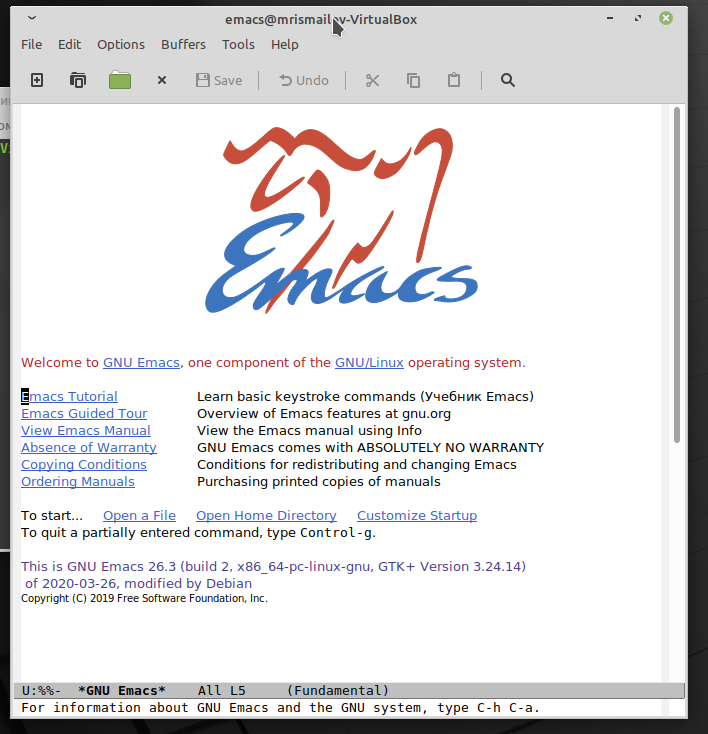 emacs@mrismailov-VirtualBox
File Edit Options Buffers Tools Help
Save Undo
Emacs
Welcome to GNU Emacs, one component of the GNU/Linux operating system.
Emacs Tutorial Learn basic keystroke commands (Учебник Emacs)
Emacs Guided Tour Overview of Emacs features at gnu.org
View Emacs Manual View the Emacs manual using Info
Absence of Warranty GNU Emacs comes with ABSOLUTELY NO WARRANTY
Copying Conditions Conditions for redistributing and changing Emacs
Ordering Manuals Purchasing printed copies of manuals
To start... Open a File Open Home Directory Customize Startup
To quit a partially entered command, type Control-g.
This is GNU Emacs 26.3 (build 2, x86_64-pc-linux-gnu, GTK+ Version 3.24.14)
of 2020-03-26, modified by Debian
Copyright (C) 2019 Free Software Foundation, Inc.
U:%%- *GNU Emacs* All L5 (Fundamental)
For information about GNU Emacs and the GNU system, type C-h C-a.